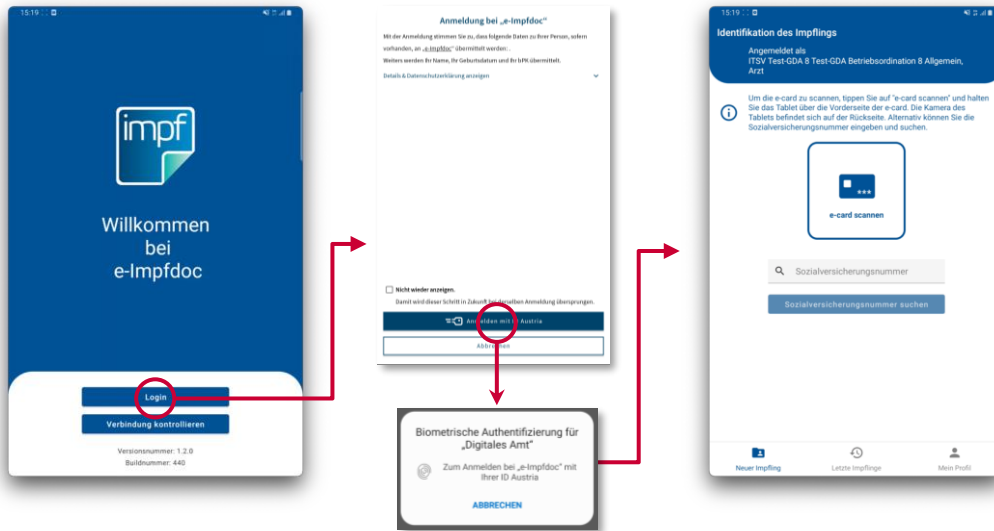 15:19
impf
Willkommen
bei
e-Impfdoc
Login
Verbindung kontrollieren
Versionsnummer: 1.2.0
Buildnummer: 440
Anmeldung bei „e-Impfdoc“
Mit der Anmeldung stimmen Sie zu, dass folgende Daten zu Ihrer Person, sofern
vorhanden, an „e-Impfdoc“ übermittelt werden: .
Weiters werden Ihr Name, Ihr Geburtsdatum und Ihr bPK übermittelt.
Details & Datenschutzerklärung anzeigen
Nicht wieder anzeigen.
Damit wird dieser Schritt in Zukunft bei derselben Anmeldung übersprungen.
Anmelden mit ID Austria
Abbrechen
Biometrische Authentifizierung für
„Digitales Amt“
Zum Anmelden bei „e-Impfdoc“ mit
Ihrer ID Austria
ABBRECHEN
15:19
Identifikation des Impflings
Angemeldet als
ITSV Test-GDA 8 Test-GDA Betriebsordination 8 Allgemein,
Arzt
Um die e-card zu scannen, tippen Sie auf "e-card scannen" und halten
Sie das Tablet über die Vorderseite der e-card. Die Kamera des
Tablets befindet sich auf der Rückseite. Alternativ können Sie die
Sozialversicherungsnummer eingeben und suchen.
e-card scannen
Sozialversicherungsnummer
Sozialversicherungsnummer suchen
Neuer Impfling
Letzte Impflinge
Mein Profil